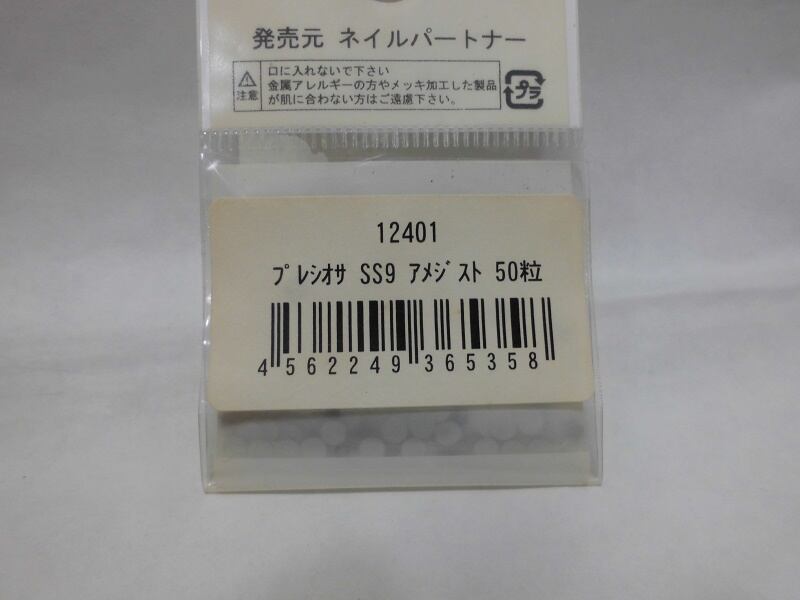 発売元 ネイルパートナー
注意
口に入れないで下さい
金属アレルギーの方やメッキ加工した製品
が肌に合わない方はご遠慮下さい。
プラ
12401
ﾌﾟﾚｼｵｻ SS9 ｱﾒｼﾞｽﾄ 50粒
4562249365358